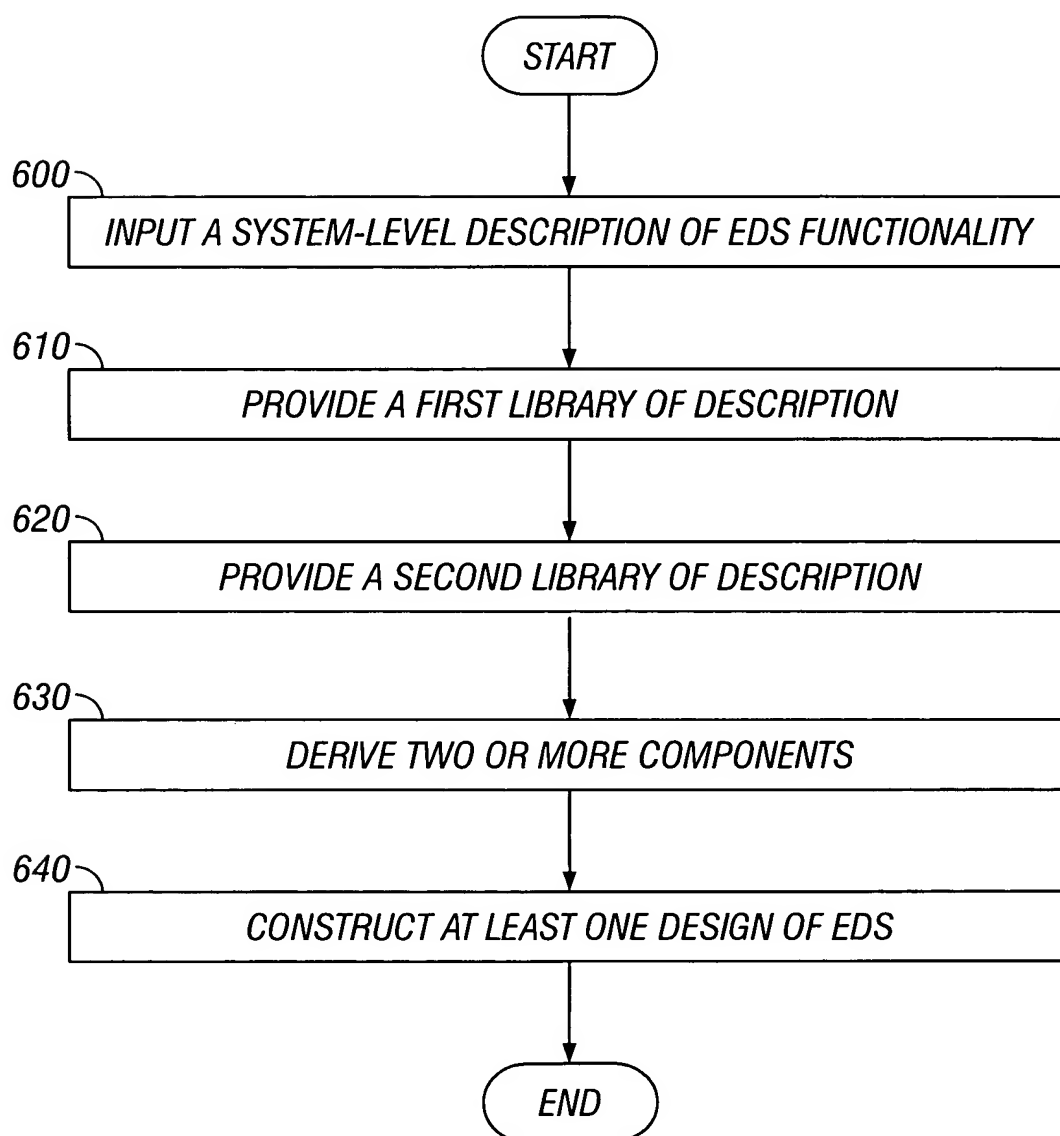 START
600
INPUT A SYSTEM-LEVEL DESCRIPTION OF EDS FUNCTIONALITY
610
PROVIDE A FIRST LIBRARY OF DESCRIPTION
620
PROVIDE A SECOND LIBRARY OF DESCRIPTION
630
DERIVE TWO OR MORE COMPONENTS
640
CONSTRUCT AT LEAST ONE DESIGN OF EDS
END